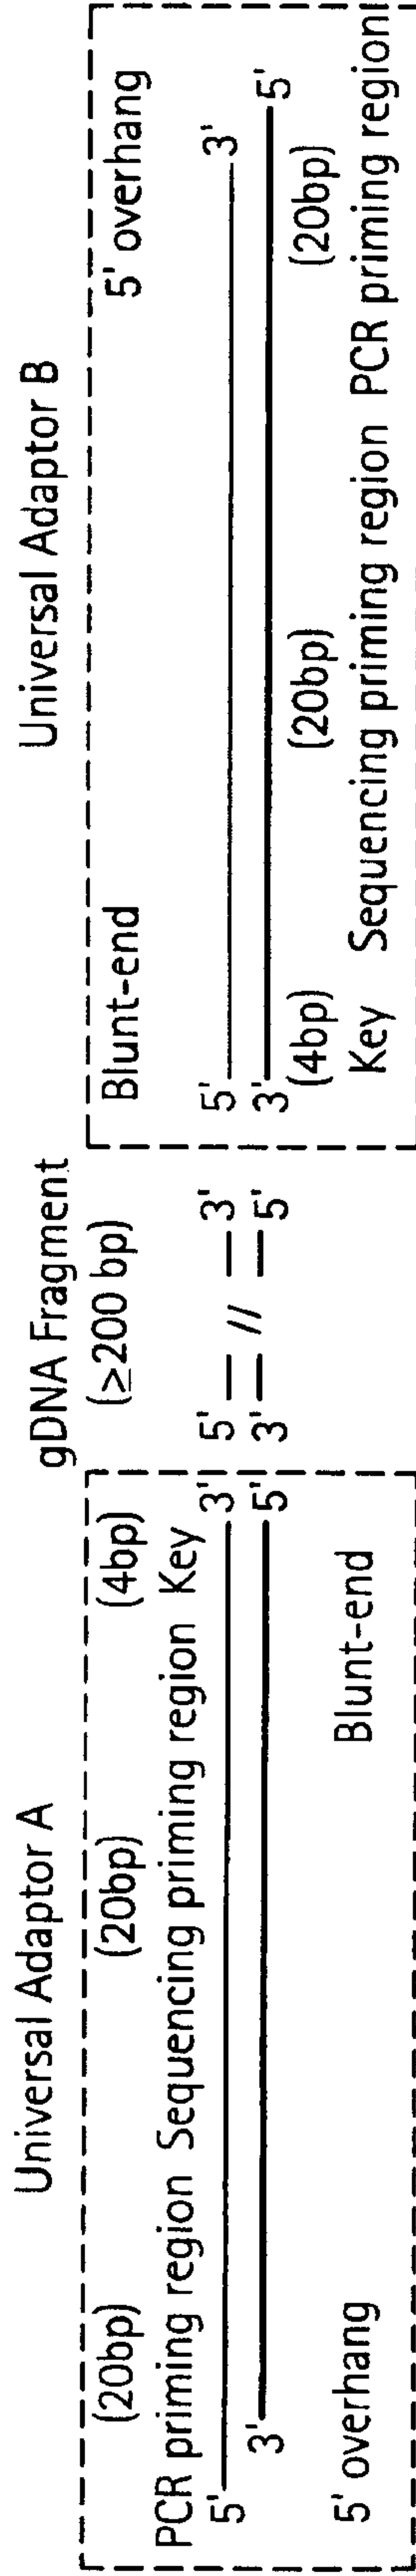 Universal Adaptor A
(20bp) (20bp) (4bp)
PCR priming region Sequencing priming region Key
5' 3'
3' 5'
5' overhang Blunt-end
gDNA Fragment
(≥200 bp)
5' // 3'
3' // 5'
Universal Adaptor B
Blunt-end 5' overhang
5' 3'
3' 5'
(4bp) (20bp) (20bp)
Key Sequencing priming region PCR priming region